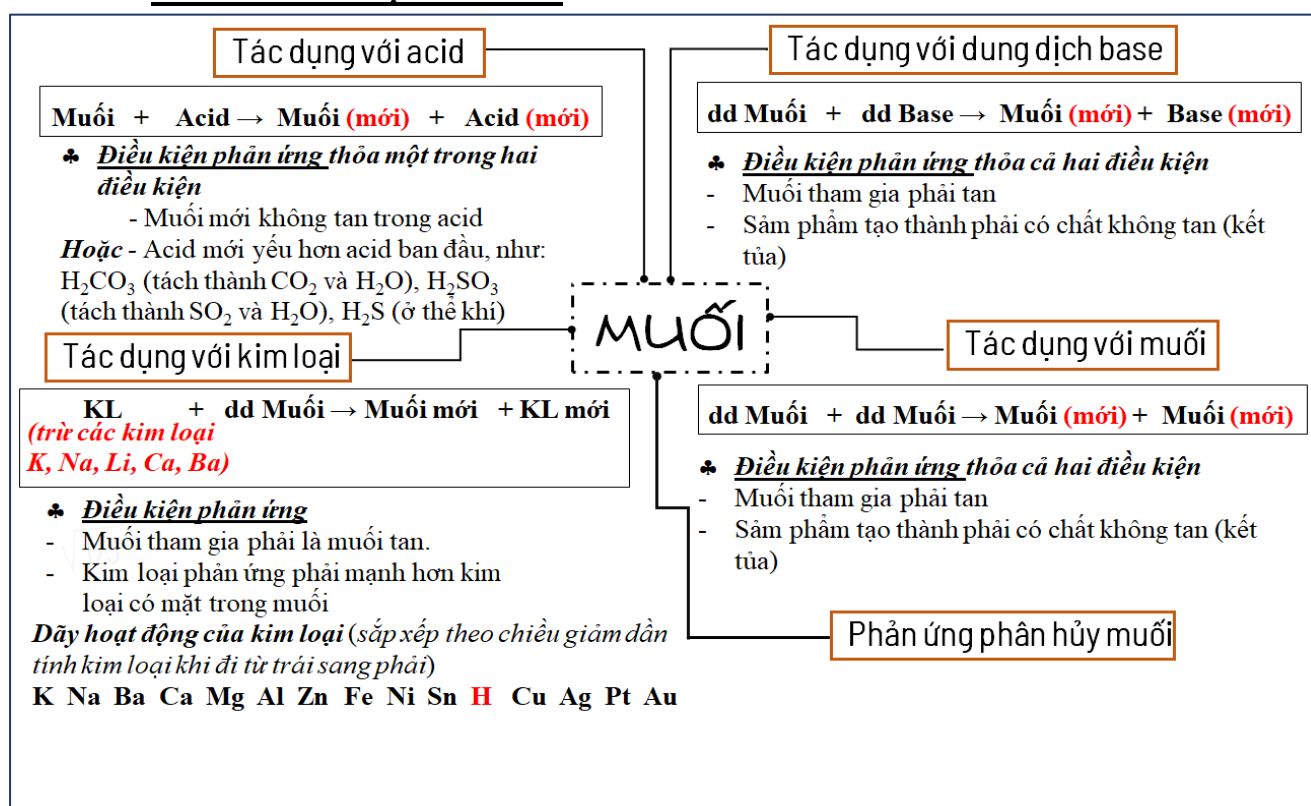 Tác dụng với acid
Muối + Acid → Muối (mới) + Acid (mới)
♣ Điều kiện phản ứng thỏa một trong hai
điều kiện
- Muối mới không tan trong acid
Hoặc - Acid mới yếu hơn acid ban đầu, như:
H₂CO₃ (tách thành CO₂ và H₂O), H₂SO₃
(tách thành SO₂ và H₂O), H₂S (ở thể khí)
Tác dụng với dung dịch base
dd Muối + dd Base → Muối (mới) + Base (mới)
♣ Điều kiện phản ứng thỏa cả hai điều kiện
- Muối tham gia phải tan
- Sảm phẩm tạo thành phải có chất không tan (kết
tủa)
MUỐI
Tác dụng với kim loại
KL + dd Muối → Muối mới + KL mới
(trừ các kim loại
K, Na, Li, Ca, Ba)
♣ Điều kiện phản ứng
- Muối tham gia phải là muối tan.
- Kim loại phản ứng phải mạnh hơn kim
loại có mặt trong muối
Dãy hoạt động của kim loại (sắp xếp theo chiều giảm dần
tính kim loại khi đi từ trái sang phải)
K Na Ba Ca Mg Al Zn Fe Ni Sn H Cu Ag Pt Au
Tác dụng với muối
dd Muối + dd Muối → Muối (mới) + Muối (mới)
♣ Điều kiện phản ứng thỏa cả hai điều kiện
- Muối tham gia phải tan
- Sảm phẩm tạo thành phải có chất không tan (kết
tủa)
Phản ứng phân hủy muối